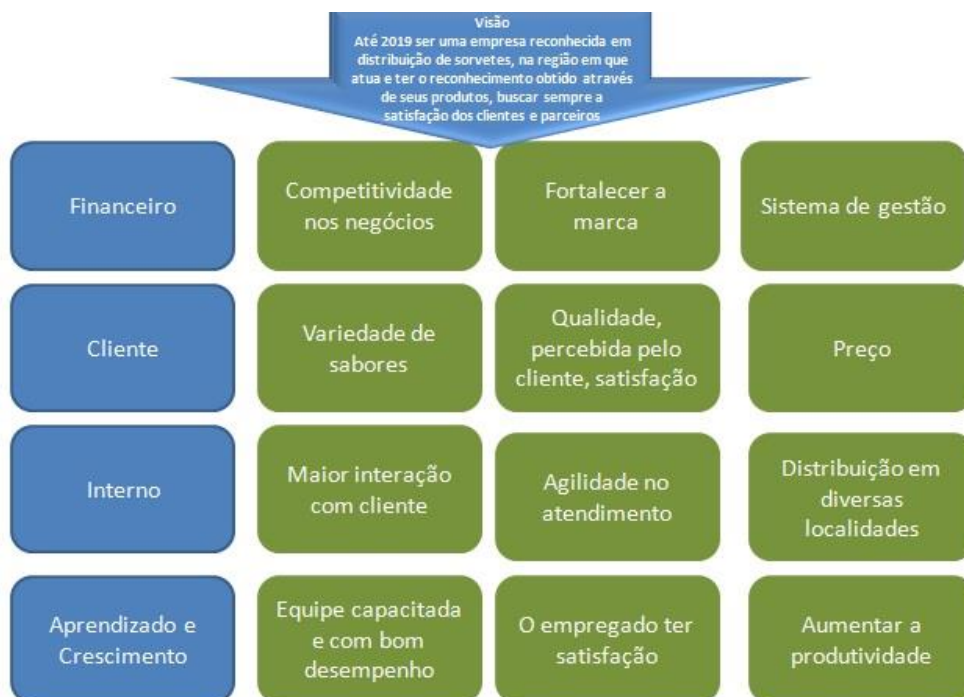 Visão
Até 2019 ser uma empresa reconhecida em
distribuição de sorvetes, na região em que
atua e ter o reconhecimento obtido através
de seus produtos, buscar sempre a
satisfação dos clientes e parceiros
Financeiro
Competitividade
nos negócios
Fortalecer a
marca
Sistema de gestão
Cliente
Variedade de
sabores
Qualidade,
percebida pelo
cliente, satisfação
Preço
Interno
Maior interação
com cliente
Agilidade no
atendimento
Distribuição em
diversas
localidades
Aprendizado e
Crescimento
Equipe capacitada
e com bom
desempenho
O empregado ter
satisfação
Aumentar a
produtividade